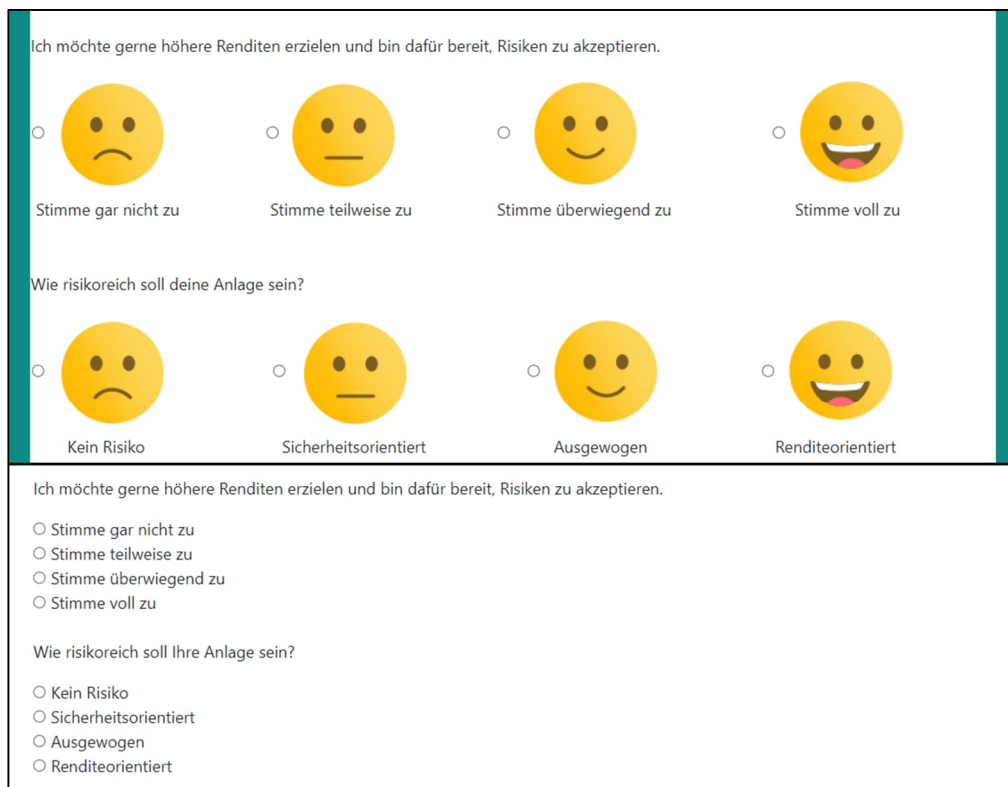 Ich möchte gerne höhere Renditen erzielen und bin dafür bereit, Risiken zu akzeptieren.
Stimme gar nicht zu Stimme teilweise zu Stimme überwiegend zu Stimme voll zu
Wie risikoreich soll deine Anlage sein?
Kein Risiko Sicherheitsorientiert Ausgewogen Renditeorientiert
Ich möchte gerne höhere Renditen erzielen und bin dafür bereit, Risiken zu akzeptieren.
Stimme gar nicht zu
Stimme teilweise zu
Stimme überwiegend zu
Stimme voll zu
Wie risikoreich soll Ihre Anlage sein?
Kein Risiko
Sicherheitsorientiert
Ausgewogen
Renditeorientiert